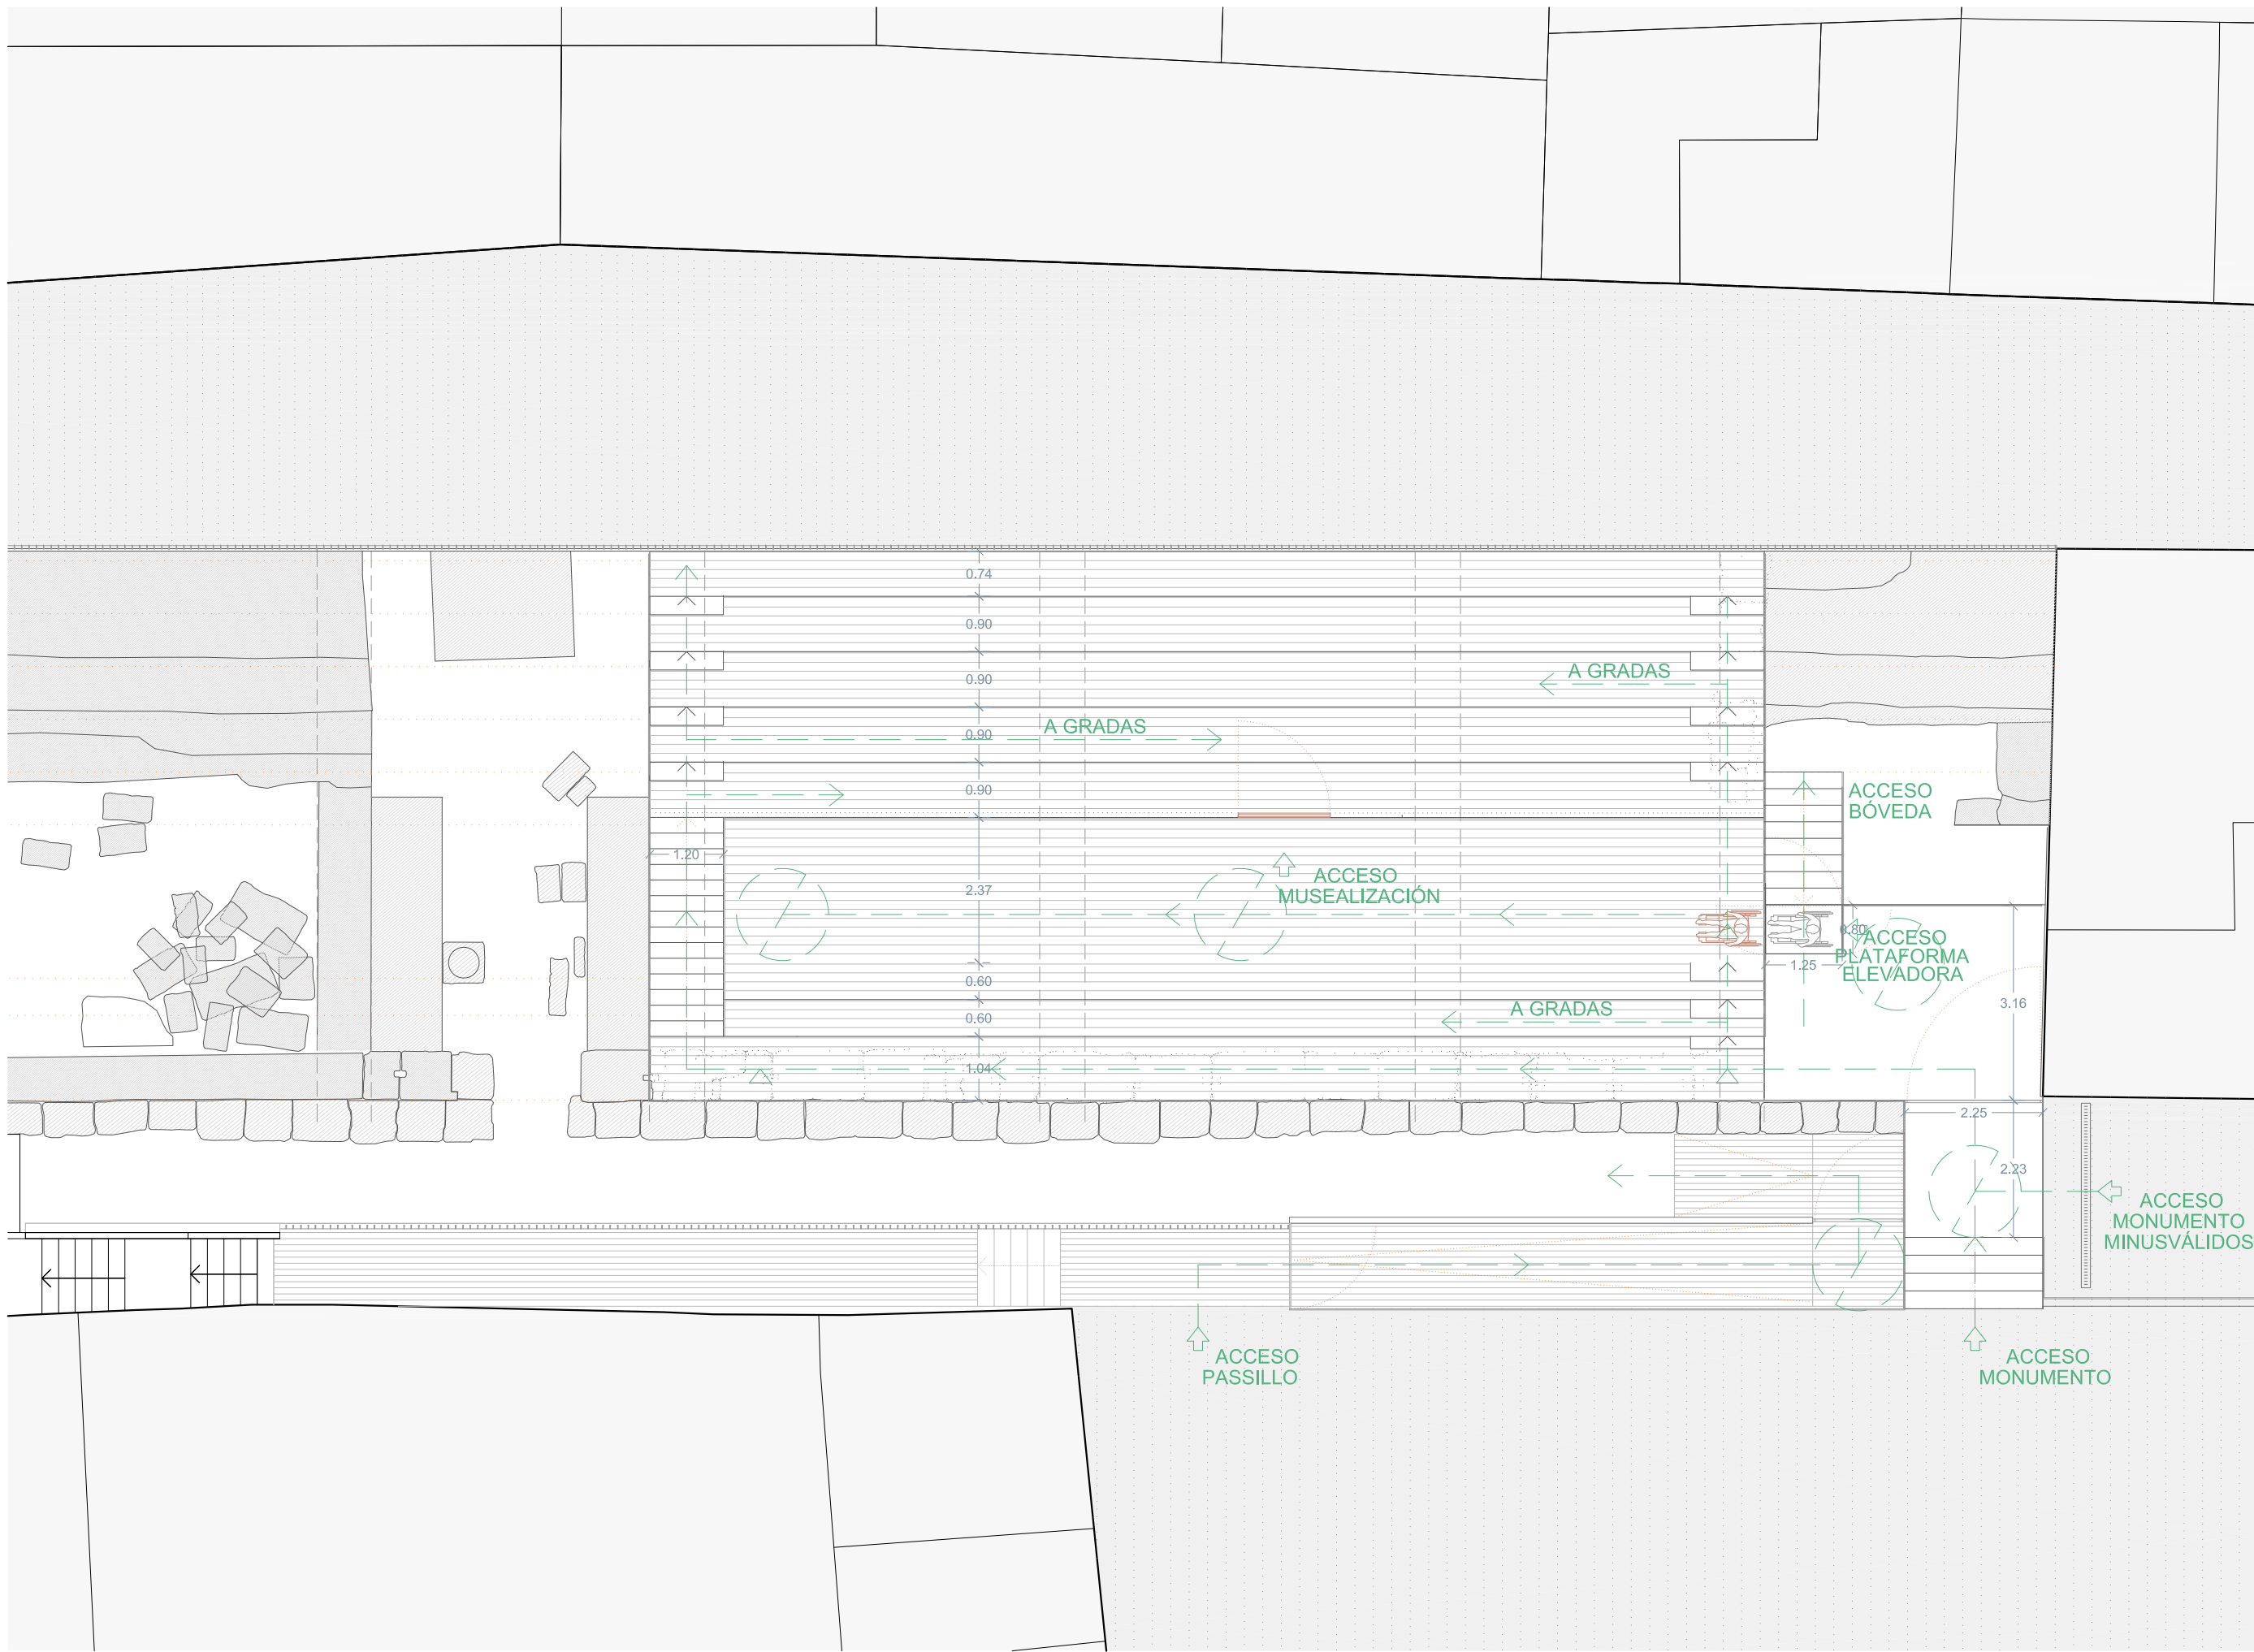 0.74
0.90
A GRADAS
0.90
A GRADAS
0.90
0.90
ACCESO
BÓVEDA
1.20
ACCESO
MUSEALIZACIÓN
2.37
0.80
ACCESO
PLATAFORMA
ELEVADORA
1.25
0.60
3.16
A GRADAS
0.60
1.04
2.25
2.23
ACCESO
MONUMENTO
MINUSVÁLIDOS
ACCESO
PASSILLO
ACCESO
MONUMENTO